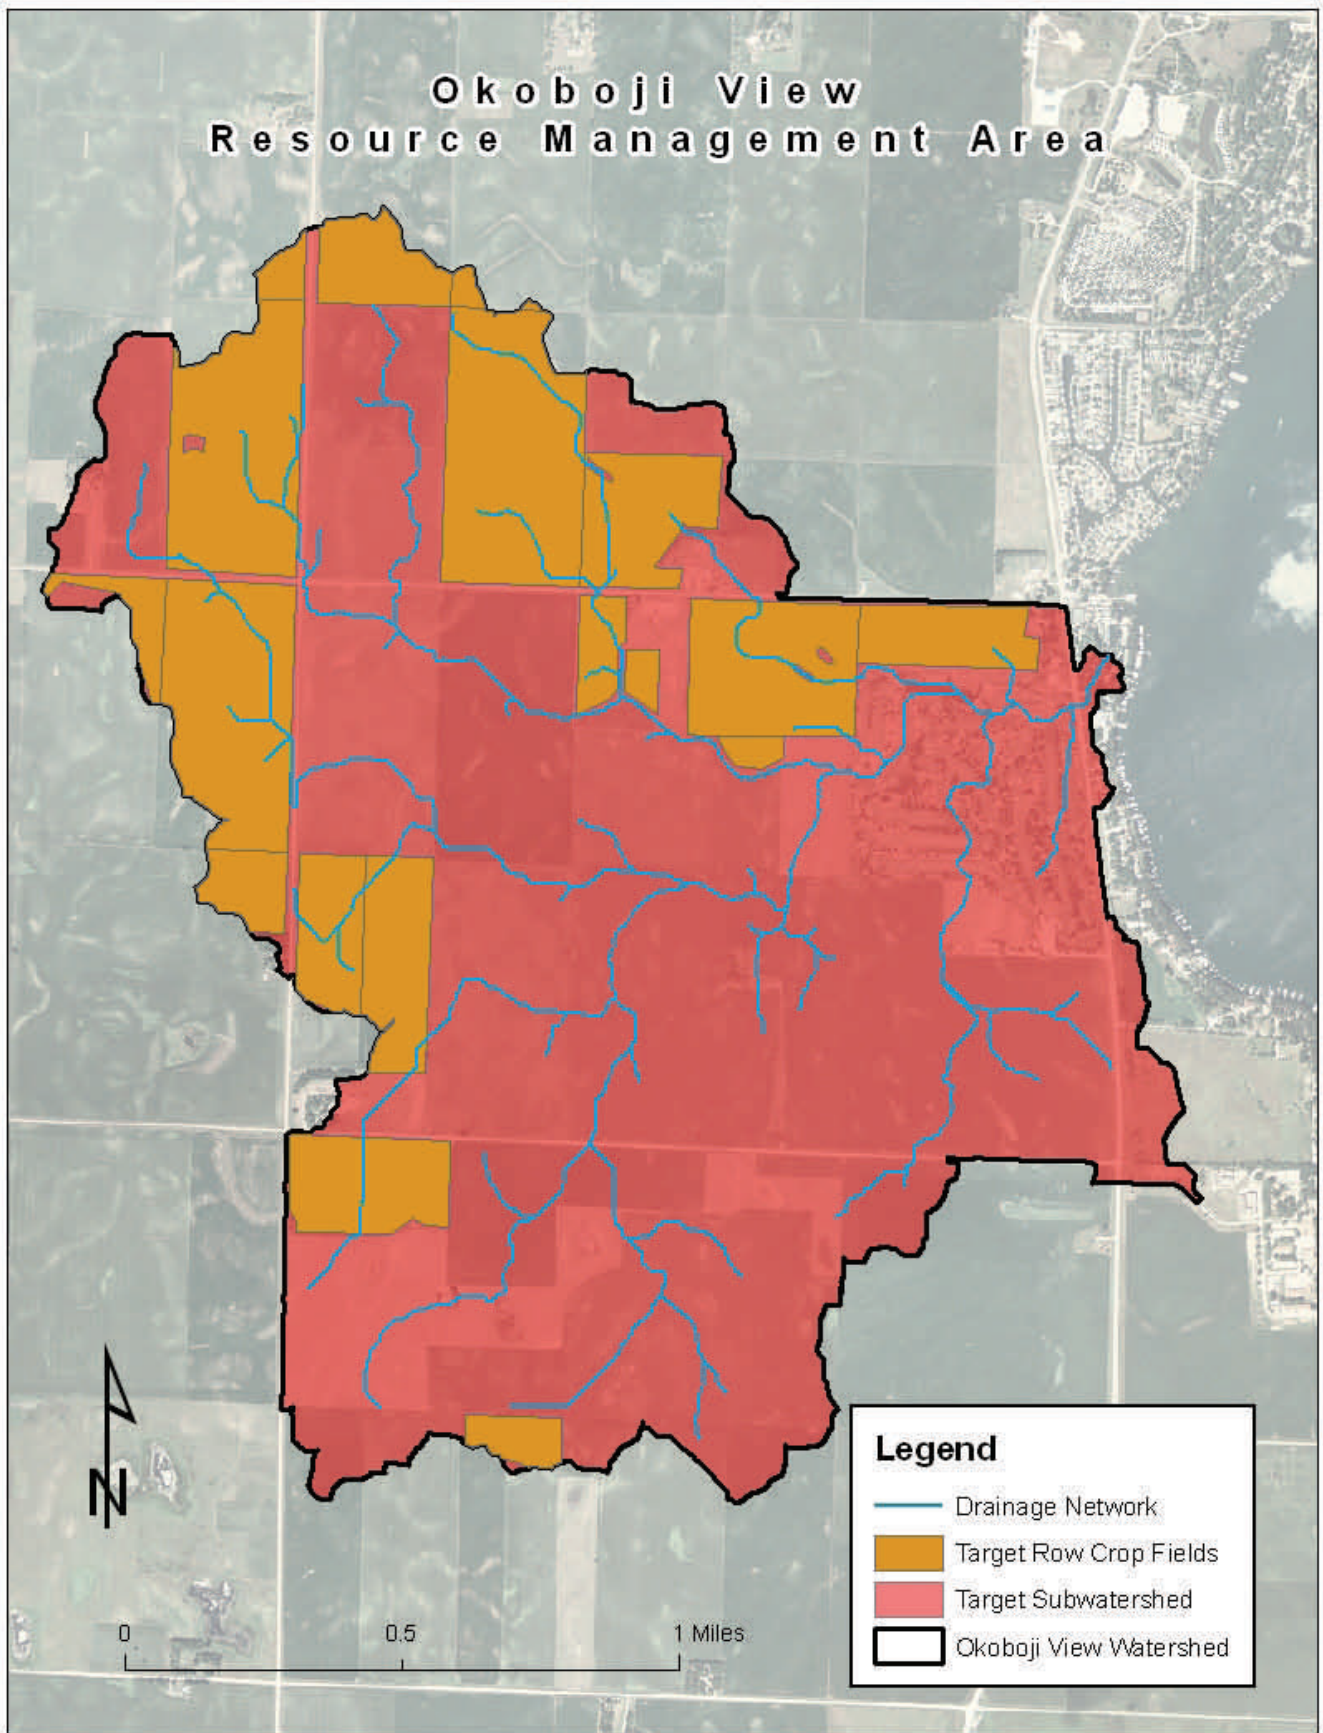 Okoboji View
Resource Management Area
Legend
Drainage Network
Target Row Crop Fields
Target Subwatershed
Okoboji View Watershed
N
0 0.5 1 Miles